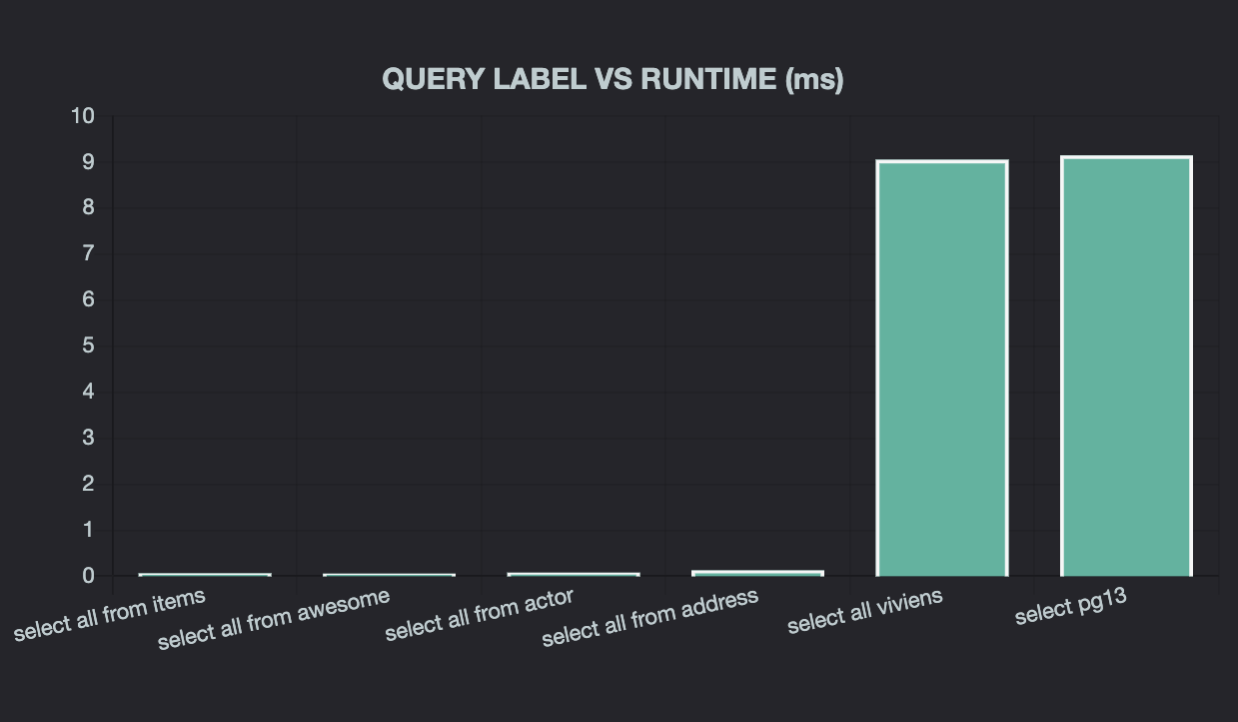 QUERY LABEL VS RUNTIME (ms)
10
9
8
7
6
5
4
3
2
1
0
select all from items
select all from awesome
select all from actor
select all from address
select all viviens
select pg13